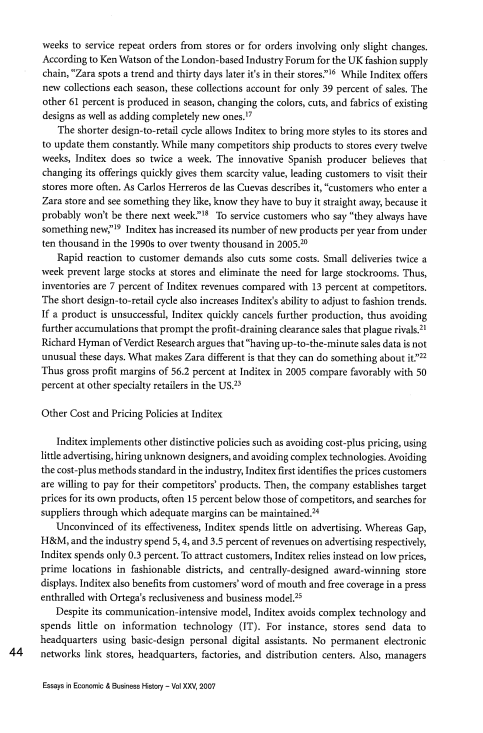 weeks to service repeat orders from stores or for orders involving only slight changes.
According to Ken Watson of the London-based Industry Forum for the UK fashion supply
chain, “Zara spots a trend and thirty days later it's in their stores.”16 While Inditex offers
new collections each season, these collections account for only 39 percent of sales. The
other 61 percent is produced in season, changing the colors, cuts, and fabrics of existing
designs as well as adding completely new ones.17
The shorter design-to-retail cycle allows Inditex to bring more styles to its stores and
to update them constantly. While many competitors ship products to stores every twelve
weeks, Inditex does so twice a week. The innovative Spanish producer believes that
changing its offerings quickly gives them scarcity value, leading customers to visit their
stores more often. As Carlos Herreros de las Cuevas describes it, “customers who enter a
Zara store and see something they like, know they have to buy it straight away, because it
probably won't be there next week.”18 To service customers who say “they always have
something new,”19 Inditex has increased its number of new products per year from under
ten thousand in the 1990s to over twenty thousand in 2005.20
Rapid reaction to customer demands also cuts some costs. Small deliveries twice a
week prevent large stocks at stores and eliminate the need for large stockrooms. Thus,
inventories are 7 percent of Inditex revenues compared with 13 percent at competitors.
The short design-to-retail cycle also increases Inditex's ability to adjust to fashion trends.
If a product is unsuccessful, Inditex quickly cancels further production, thus avoiding
further accumulations that prompt the profit-draining clearance sales that plague rivals.21
Richard Hyman of Verdict Research argues that “having up-to-the-minute sales data is not
unusual these days. What makes Zara different is that they can do something about it.”22
Thus gross profit margins of 56.2 percent at Inditex in 2005 compare favorably with 50
percent at other specialty retailers in the US.23
Other Cost and Pricing Policies at Inditex
Inditex implements other distinctive policies such as avoiding cost-plus pricing, using
little advertising, hiring unknown designers, and avoiding complex technologies. Avoiding
the cost-plus methods standard in the industry, Inditex first identifies the prices customers
are willing to pay for their competitors' products. Then, the company establishes target
prices for its own products, often 15 percent below those of competitors, and searches for
suppliers through which adequate margins can be maintained.24
Unconvinced of its effectiveness, Inditex spends little on advertising. Whereas Gap,
H&M, and the industry spend 5, 4, and 3.5 percent of revenues on advertising respectively,
Inditex spends only 0.3 percent. To attract customers, Inditex relies instead on low prices,
prime locations in fashionable districts, and centrally-designed award-winning store
displays. Inditex also benefits from customers' word of mouth and free coverage in a press
enthralled with Ortega's reclusiveness and business model.25
Despite its communication-intensive model, Inditex avoids complex technology and
spends little on information technology (IT). For instance, stores send data to
headquarters using basic-design personal digital assistants. No permanent electronic
networks link stores, headquarters, factories, and distribution centers. Also, managers
44
Essays in Economic & Business History – Vol XXV, 2007